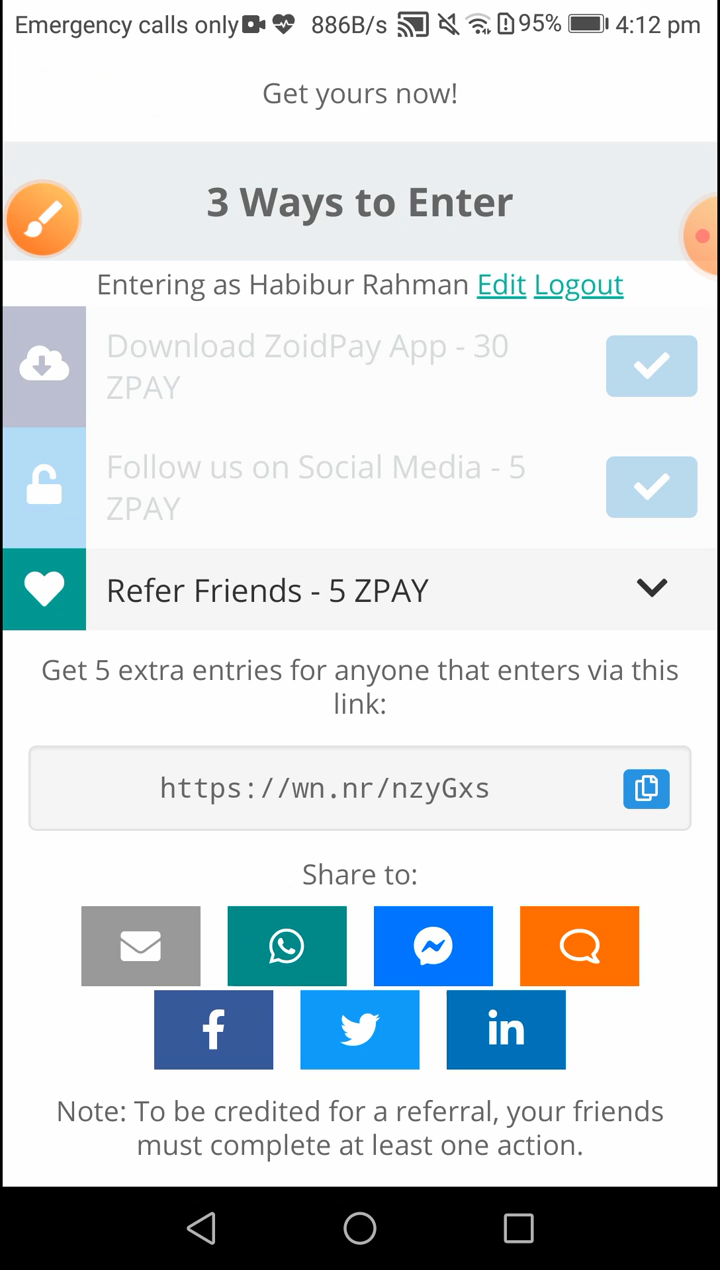 Emergency calls only 886B/s 95% 4:12 pm
Get yours now!
3 Ways to Enter
Entering as Habibur Rahman Edit Logout
Download ZoidPay App - 30
ZPAY
Follow us on Social Media - 5
ZPAY
Refer Friends - 5 ZPAY
Get 5 extra entries for anyone that enters via this
link:
https://wn.nr/nzyGxs
Share to:
Note: To be credited for a referral, your friends
must complete at least one action.